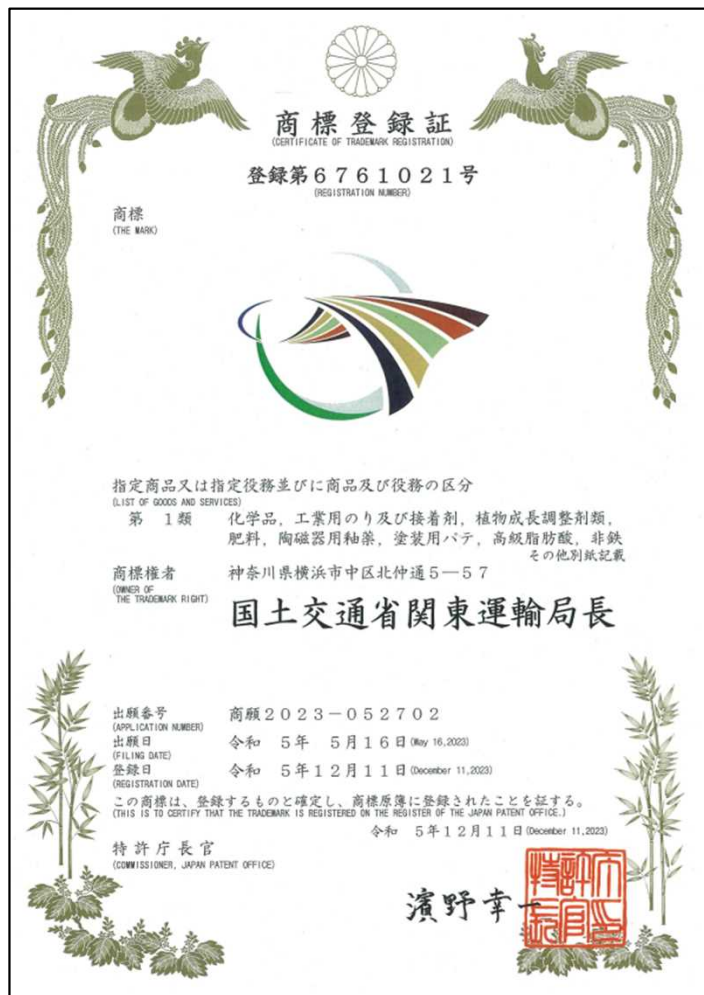 商標登録証
(CERTIFICATE OF TRADEMARK REGISTRATION)
登録第6761021号
(REGISTRATION NUMBER)
商標
(THE MARK)
指定商品又は指定役務並びに商品及び役務の区分
(LIST OF GOODS AND SERVICES)
第 1類 化学品，工業用のり及び接着剤，植物成長調整剤類，
肥料，陶磁器用釉薬，塗装用パテ，高級脂肪酸，非鉄
その他別紙記載
商標権者 神奈川県横浜市中区北仲通5—57
(OWNER OF
THE TRADEMARK RIGHT)
国土交通省関東運輸局長
出願番号 商願2023−052702
(APPLICATION NUMBER)
出願日 令和 5年 5月16日(May 16,2023)
(FILING DATE)
登録日 令和 5年12月11日(December 11,2023)
(REGISTRATION DATE)
この商標は、登録するものと確定し、商標原簿に登録されたことを証する。
(THIS IS TO CERTIFY THAT THE TRADEMARK IS REGISTERED ON THE REGISTER OF THE JAPAN PATENT OFFICE.)
令和 5年12月11日(December 11,2023)
特許庁長官
(COMMISSIONER, JAPAN PATENT OFFICE)
濱野幸一
特許庁長官之印